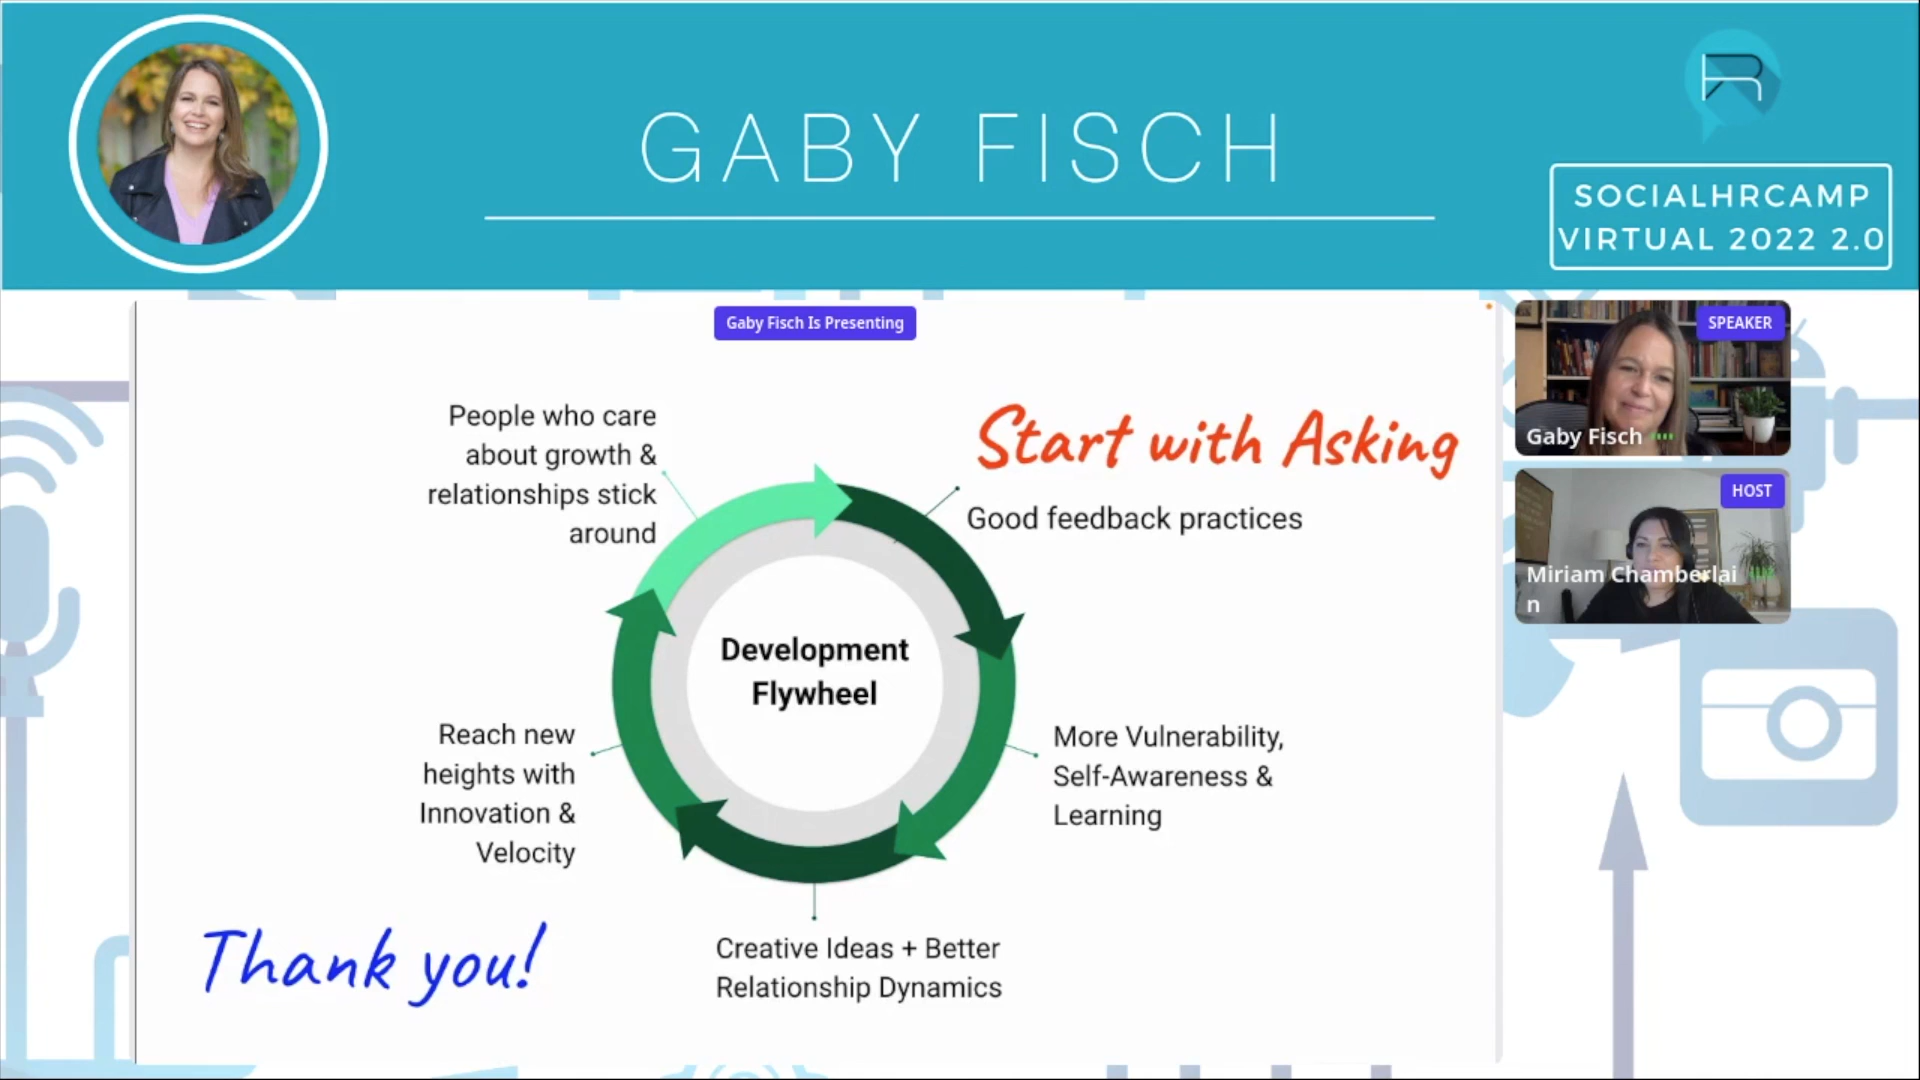 GABY FISCH
SOCIALHRCAMP
VIRTUAL 2022 2.0
Gaby Fisch Is Presenting
SPEAKER
Gaby Fisch
HOST
Miriam Chamberlai
n
People who care
about growth &
relationships stick
around
Start with Asking
Good feedback practices
Development
Flywheel
More Vulnerability,
Self-Awareness &
Learning
Reach new
heights with
Innovation &
Velocity
Creative Ideas + Better
Relationship Dynamics
Thank you!